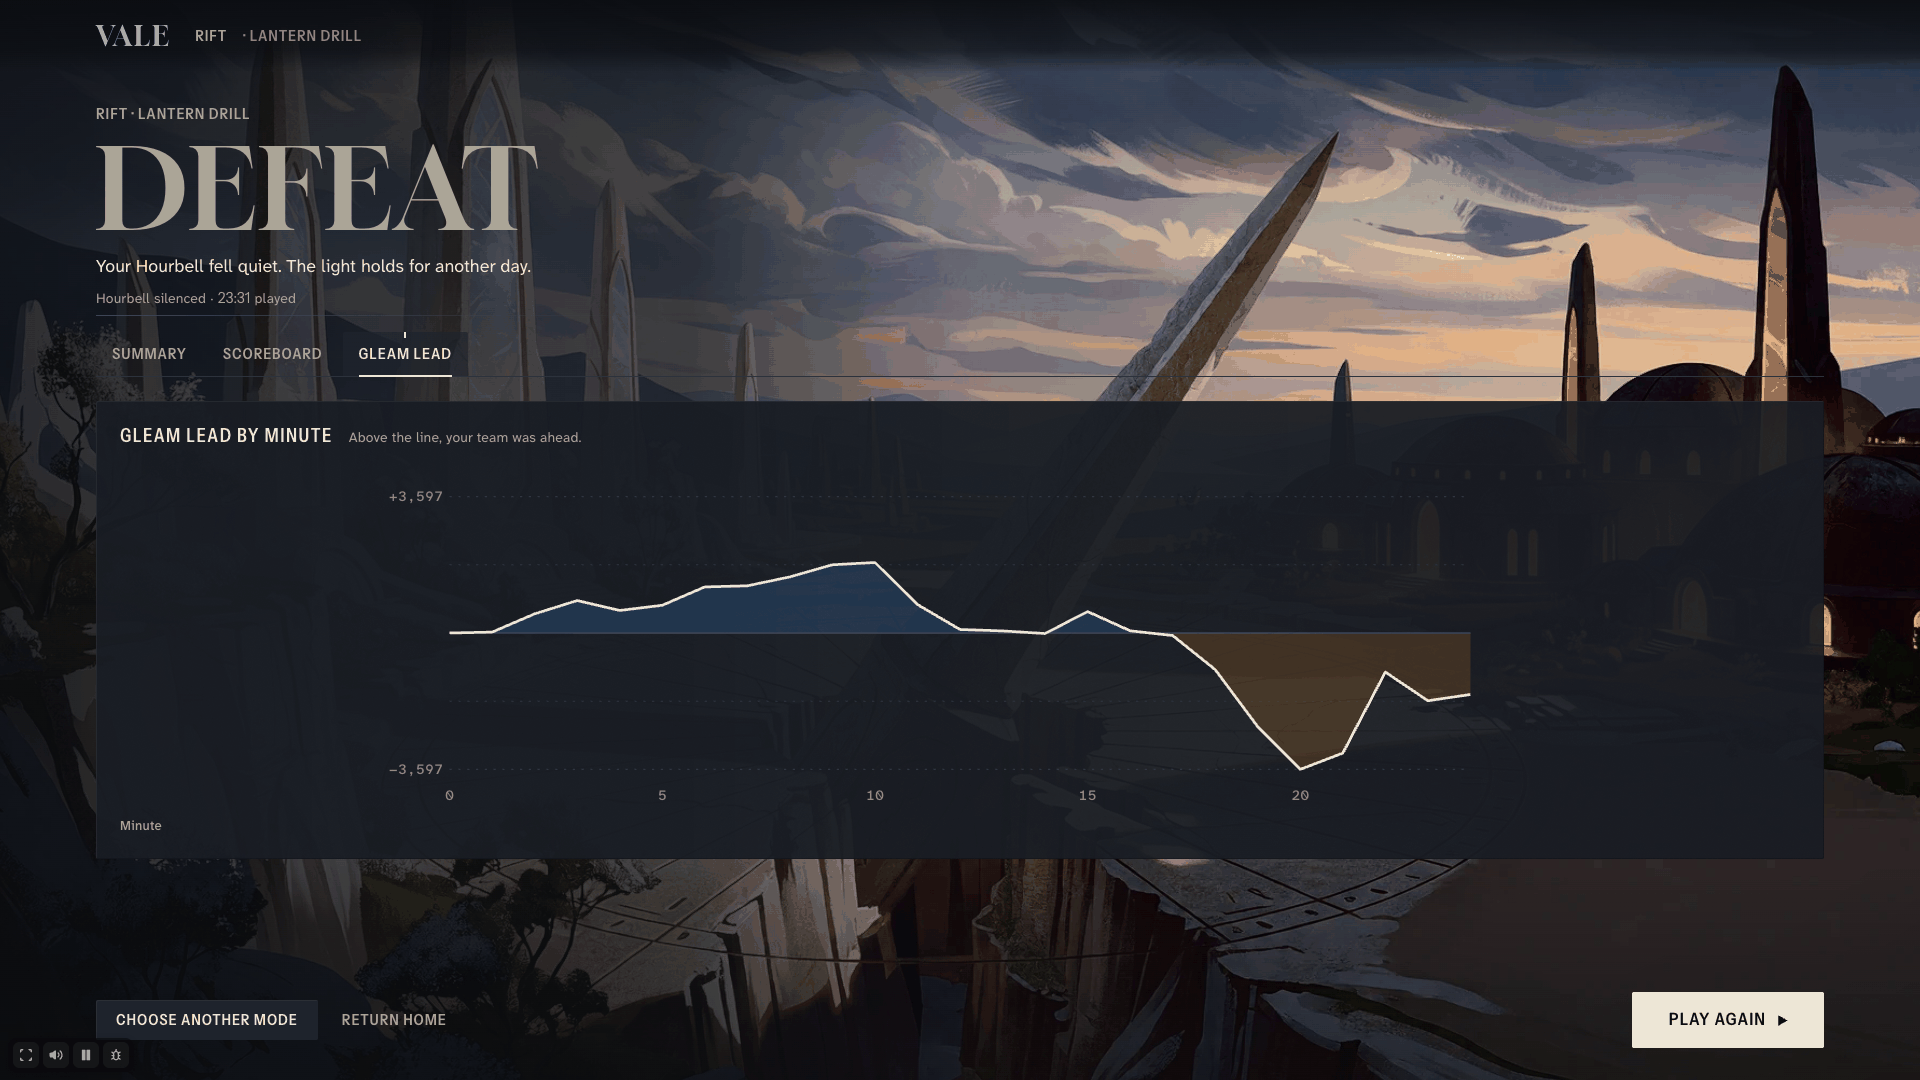 VALE RIFT · LANTERN DRILL
RIFT · LANTERN DRILL
DEFEAT
Your Hourbell fell quiet. The light holds for another day.
Hourbell silenced · 23:31 played
SUMMARY SCOREBOARD GLEAM LEAD
GLEAM LEAD BY MINUTE Above the line, your team was ahead.
+3,597
−3,597
0 5 10 15 20
Minute
CHOOSE ANOTHER MODE RETURN HOME PLAY AGAIN